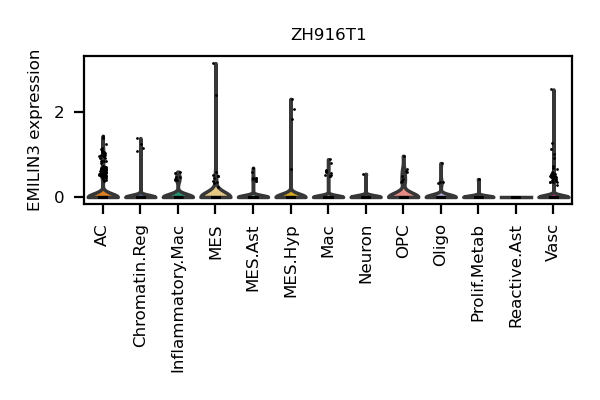 ZH916T1
EMILIN3 expression
2
0
AC
Chromatin.Reg
Inflammatory.Mac
MES
MES.Ast
MES.Hyp
Mac
Neuron
OPC
Oligo
Prolif.Metab
Reactive.Ast
Vasc